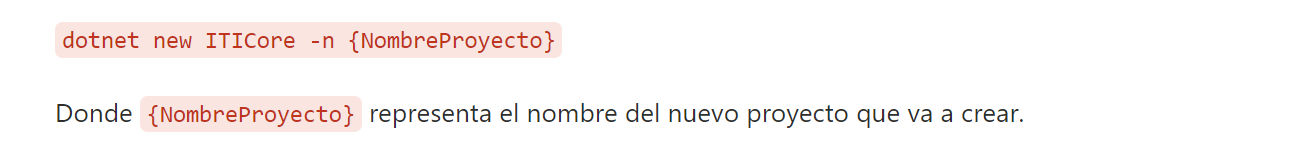 dotnet new ITICore -n {NombreProyecto}
Donde {NombreProyecto} representa el nombre del nuevo proyecto que va a crear.